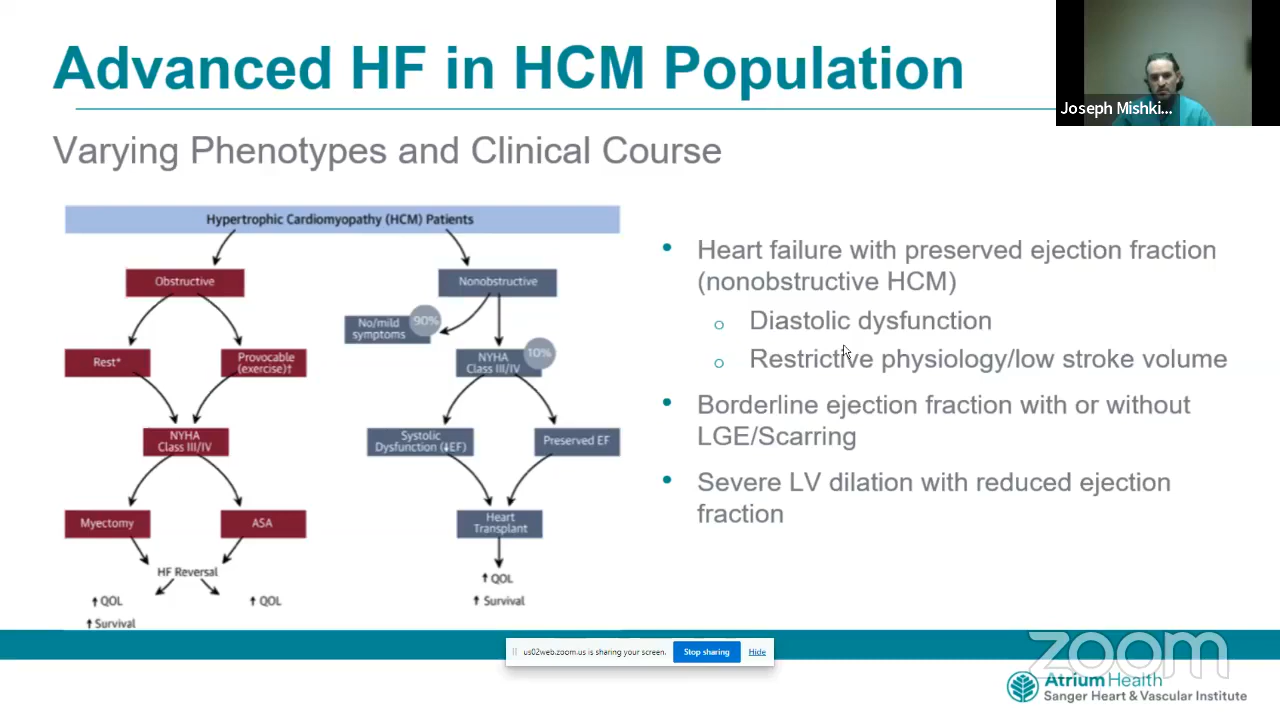 Advanced HF in HCM Population
Joseph Mishki...
Varying Phenotypes and Clinical Course
Hypertrophic Cardiomyopathy (HCM) Patients
Obstructive
Nonobstructive
No/mild
symptoms
90%
Rest*
Provocable
(exercise)†
NYHA
Class III/IV
10%
NYHA
Class III/IV
Systolic
Dysfunction (↓EF)
Preserved EF
Myectomy
ASA
Heart
Transplant
HF Reversal
↑ QOL
↑ Survival
↑ QOL
↑ QOL
↑ Survival
• Heart failure with preserved ejection fraction
(nonobstructive HCM)
o Diastolic dysfunction
o Restrictive physiology/low stroke volume
• Borderline ejection fraction with or without
LGE/Scarring
• Severe LV dilation with reduced ejection
fraction
us02web.zoom.us is sharing your screen.
Stop sharing
Hide
zoom
Atrium Health
Sanger Heart & Vascular Institute